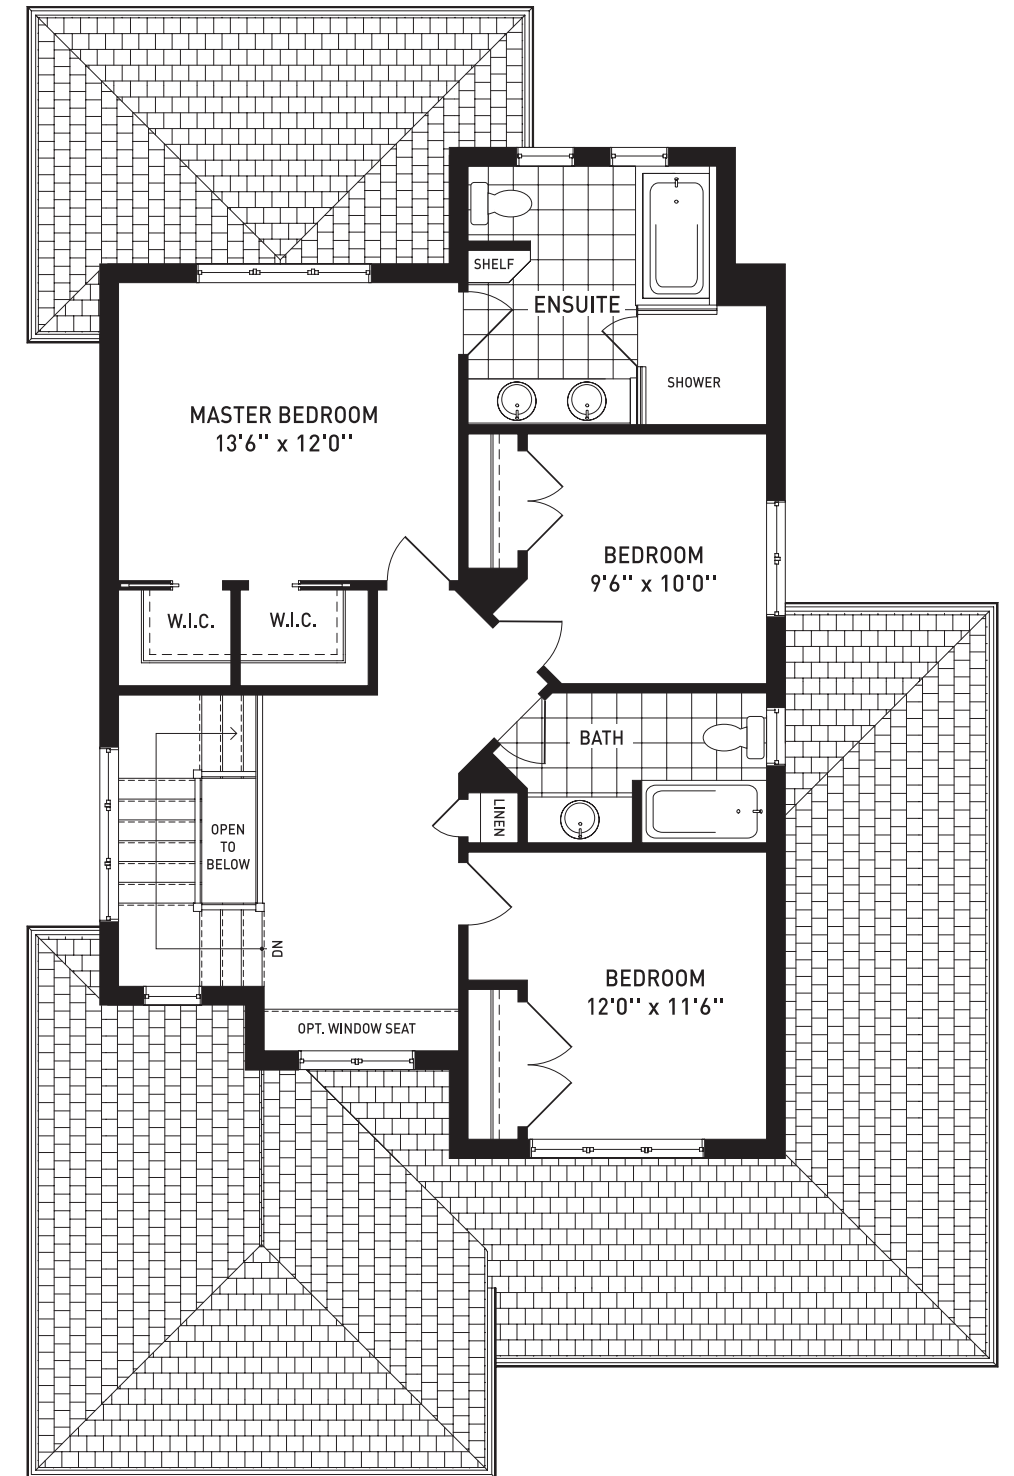 SHELF
ENSUITE
SHOWER
MASTER BEDROOM
13'6" x 12'0"
BEDROOM
9'6" x 10'0"
W.I.C.
W.I.C.
BATH
LINEN
OPEN
TO
BELOW
DN
BEDROOM
12'0" x 11'6"
OPT. WINDOW SEAT